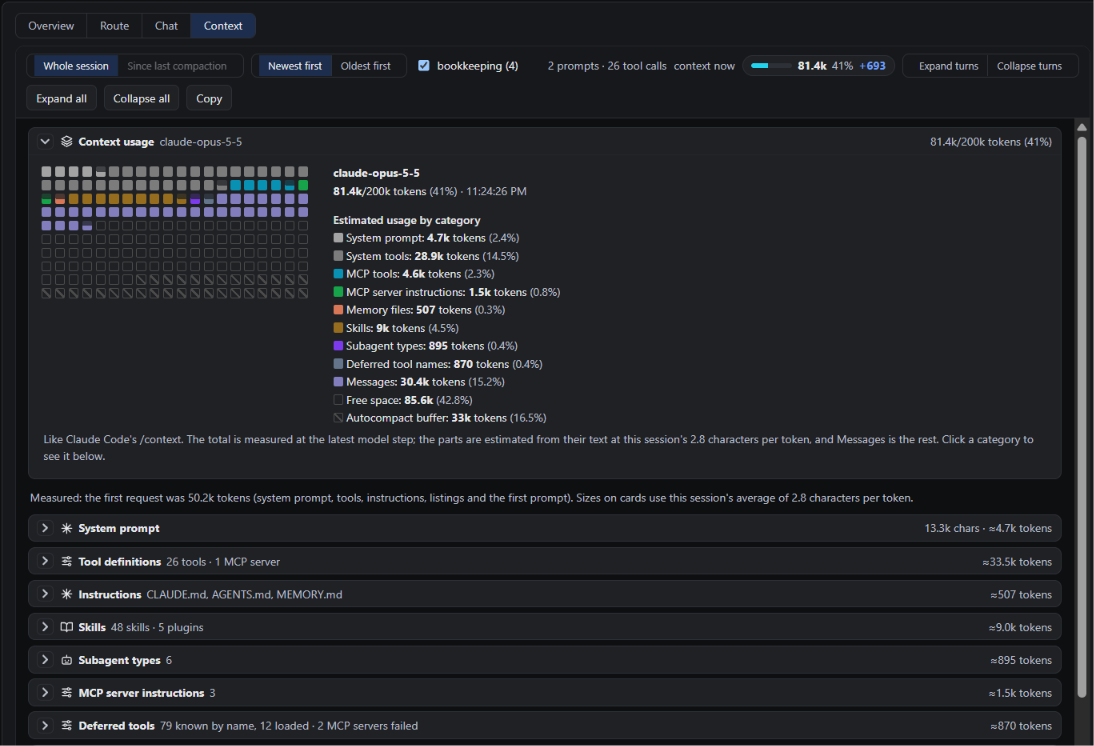 Overview Route Chat Context
Whole session Since last compaction Newest first Oldest first bookkeeping (4) 2 prompts · 26 tool calls context now 81.4k 41% +693 Expand turns Collapse turns
Expand all Collapse all Copy
Context usage claude-opus-5-5 81.4k/200k tokens (41%)
claude-opus-5-5
81.4k/200k tokens (41%) · 11:24:26 PM
Estimated usage by category
System prompt: 4.7k tokens (2.4%)
System tools: 28.9k tokens (14.5%)
MCP tools: 4.6k tokens (2.3%)
MCP server instructions: 1.5k tokens (0.8%)
Memory files: 507 tokens (0.3%)
Skills: 9k tokens (4.5%)
Subagent types: 895 tokens (0.4%)
Deferred tool names: 870 tokens (0.4%)
Messages: 30.4k tokens (15.2%)
Free space: 85.6k (42.8%)
Autocompact buffer: 33k tokens (16.5%)
Like Claude Code's /context. The total is measured at the latest model step; the parts are estimated from their text at this session's 2.8 characters per token, and Messages is the rest. Click a category to
see it below.
Measured: the first request was 50.2k tokens (system prompt, tools, instructions, listings and the first prompt). Sizes on cards use this session's average of 2.8 characters per token.
System prompt 13.3k chars · ≈4.7k tokens
Tool definitions 26 tools · 1 MCP server ≈33.5k tokens
Instructions CLAUDE.md, AGENTS.md, MEMORY.md ≈507 tokens
Skills 48 skills · 5 plugins ≈9.0k tokens
Subagent types 6 ≈895 tokens
MCP server instructions 3 ≈1.5k tokens
Deferred tools 79 known by name, 12 loaded · 2 MCP servers failed ≈870 tokens